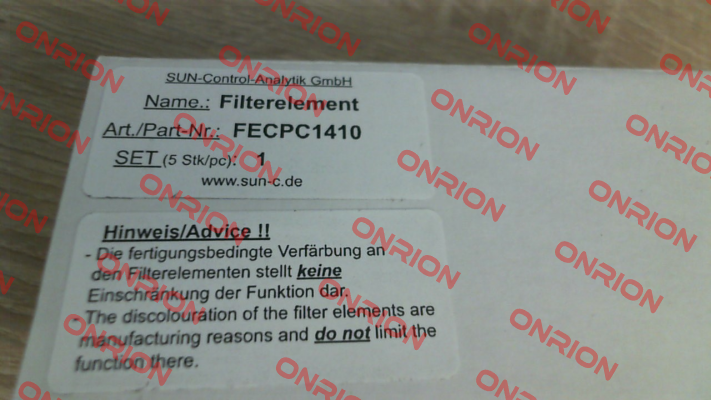 SUN-Control-Analytik GmbH
Name.: Filterelement
Art./Part-Nr.: FECPC1410
SET (5 Stk/pc): 1
www.sun-c.de
Hinweis/Advice !!
- Die fertigungsbedingte Verfärbung an
den Filterelementen stellt keine
Einschränkung der Funktion dar.
- The discolouration of the filter elements are
manufacturing reasons and do not limit the
function there.
ONRION